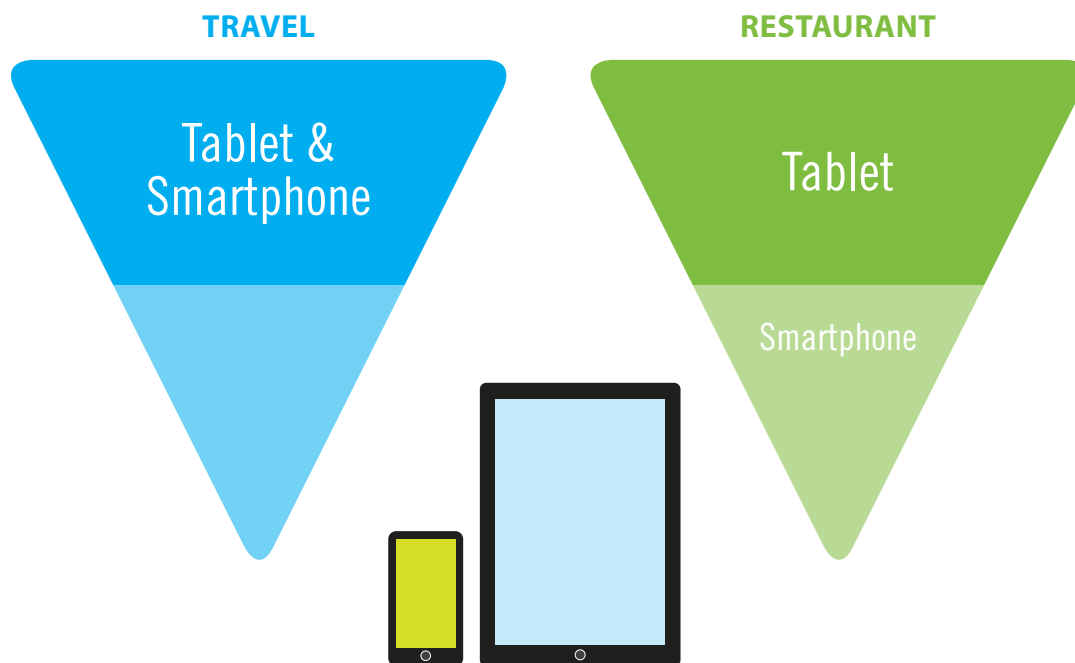 TRAVEL
Tablet &
Smartphone
RESTAURANT
Tablet
Smartphone